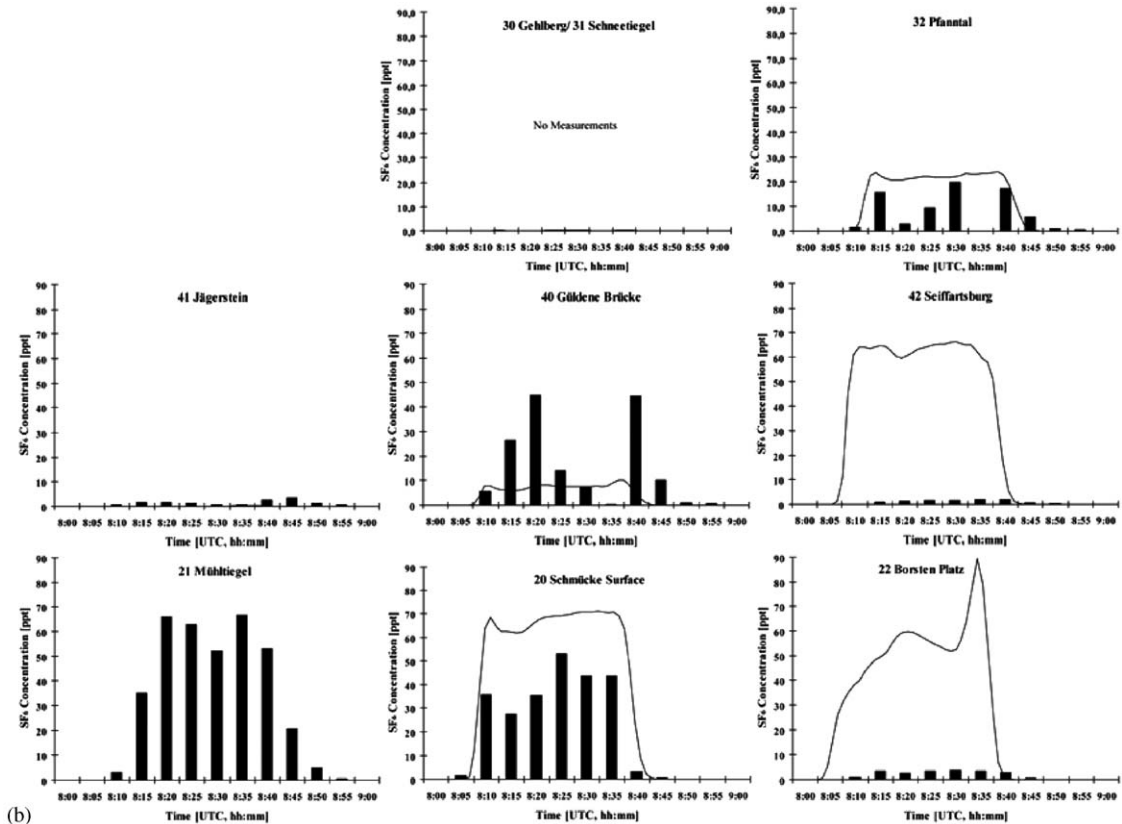 30 Gehlberg/ 31 Schneetiegel
SF6 Concentration [ppt]
90,0
80,0
70,0
60,0
50,0
40,0
30,0
20,0
10,0
0,0
No Measurements
8:00 8:05 8:10 8:15 8:20 8:25 8:30 8:35 8:40 8:45 8:50 8:55 9:00
Time [UTC, hh:mm]
32 Pfanntal
SF6 Concentration [ppt]
90,0
80,0
70,0
60,0
50,0
40,0
30,0
20,0
10,0
0,0
8:00 8:05 8:10 8:15 8:20 8:25 8:30 8:35 8:40 8:45 8:50 8:55 9:00
Time [UTC, hh:mm]
41 Jägerstein
SF6 Concentration [ppt]
90
80
70
60
50
40
30
20
10
0
8:00 8:05 8:10 8:15 8:20 8:25 8:30 8:35 8:40 8:45 8:50 8:55 9:00
Time [UTC, hh:mm]
40 Güldene Brücke
SF6 Concentration [ppt]
90
80
70
60
50
40
30
20
10
0
8:00 8:05 8:10 8:15 8:20 8:25 8:30 8:35 8:40 8:45 8:50 8:55 9:00
Time [UTC, hh:mm]
42 Seiffartsburg
SF6 Concentration [ppt]
90
80
70
60
50
40
30
20
10
0
8:00 8:05 8:10 8:15 8:20 8:25 8:30 8:35 8:40 8:45 8:50 8:55 9:00
Time [UTC, hh:mm]
21 Mühltiegel
SF6 Concentration [ppt]
90
80
70
60
50
40
30
20
10
0
8:00 8:05 8:10 8:15 8:20 8:25 8:30 8:35 8:40 8:45 8:50 8:55 9:00
Time [UTC, hh:mm]
20 Schmücke Surface
SF6 Concentration [ppt]
90
80
70
60
50
40
30
20
10
0
8:00 8:05 8:10 8:15 8:20 8:25 8:30 8:35 8:40 8:45 8:50 8:55 9:00
Time [UTC, hh:mm]
22 Borsten Platz
SF6 Concentration [ppt]
90
80
70
60
50
40
30
20
10
0
8:00 8:05 8:10 8:15 8:20 8:25 8:30 8:35 8:40 8:45 8:50 8:55 9:00
Time [UTC, hh:mm]
(b)